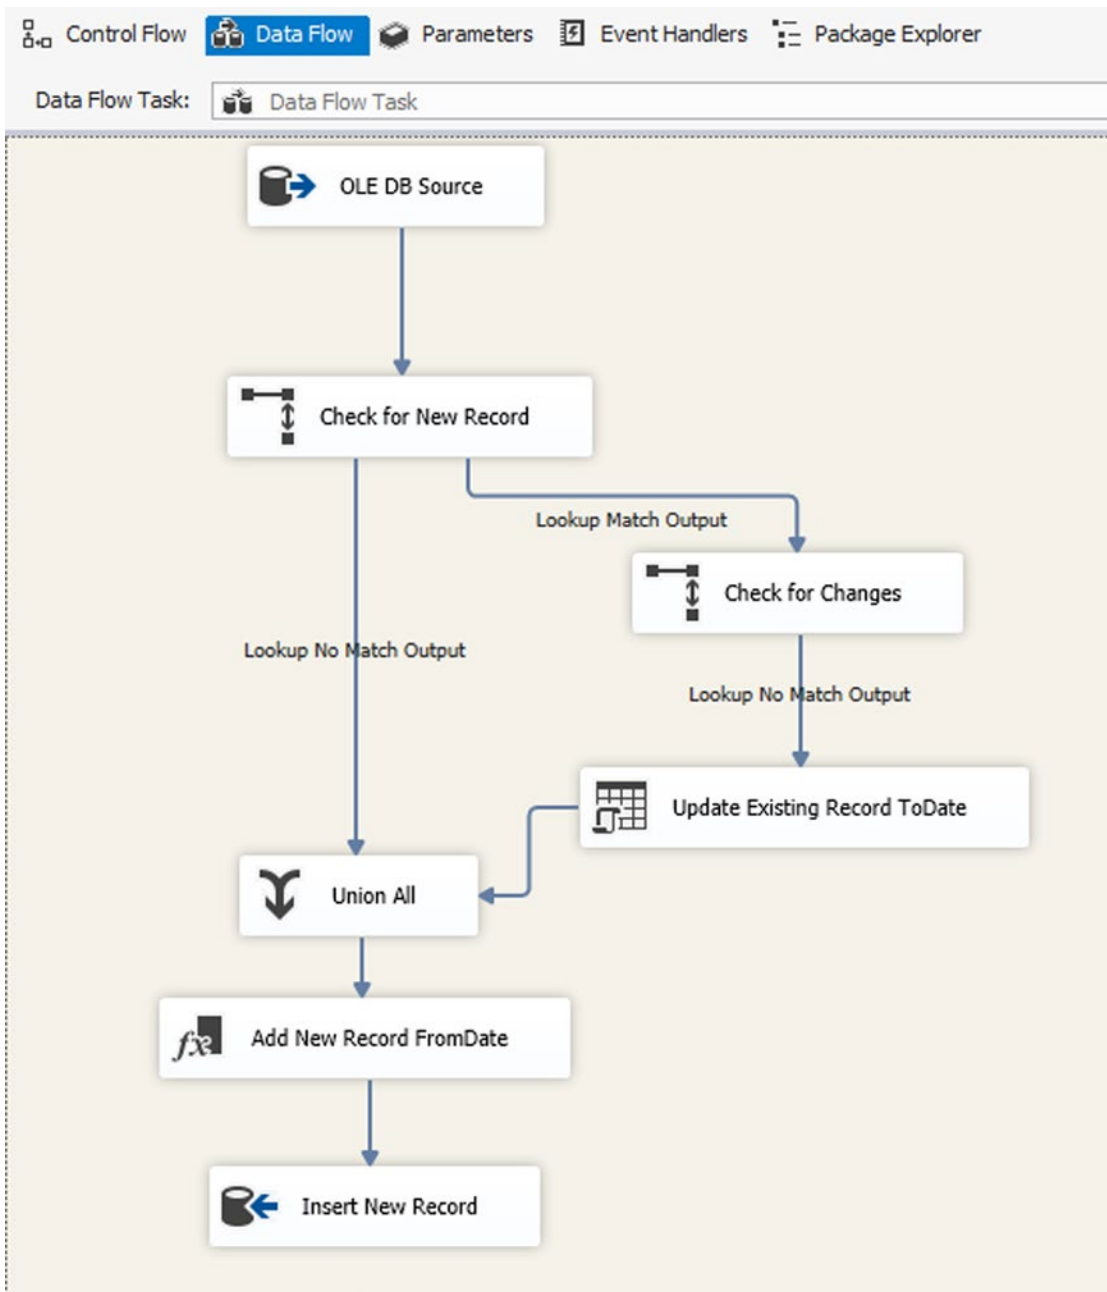 Control Flow Data Flow Parameters Event Handlers Package Explorer
Data Flow Task: Data Flow Task
OLE DB Source
Check for New Record
Lookup Match Output
Check for Changes
Lookup No Match Output
Lookup No Match Output
Update Existing Record ToDate
Union All
Add New Record FromDate
Insert New Record